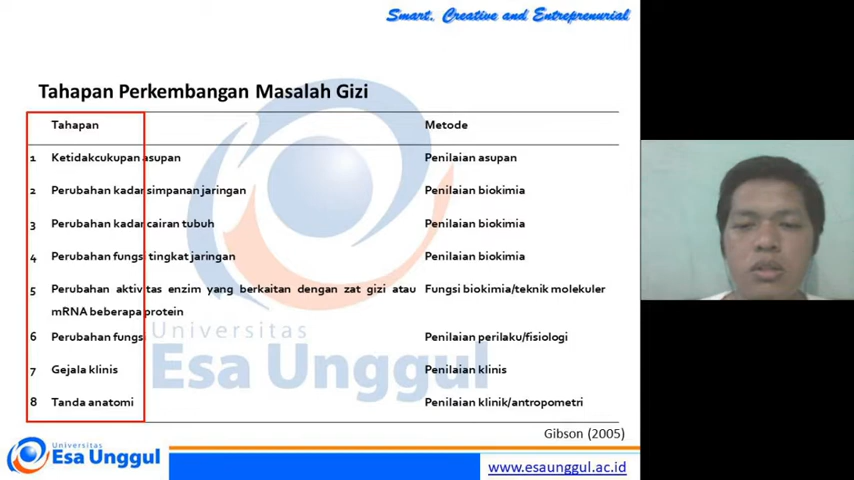 Smart, Creative and Entreprenurial
Tahapan Perkembangan Masalah Gizi
Tahapan Metode
1 Ketidakcukupan asupan Penilaian asupan
2 Perubahan kadar simpanan jaringan Penilaian biokimia
3 Perubahan kadar cairan tubuh Penilaian biokimia
4 Perubahan fungsi tingkat jaringan Penilaian biokimia
5 Perubahan aktivitas enzim yang berkaitan dengan zat gizi atau Fungsi biokimia/teknik molekuler
mRNA beberapa protein
6 Perubahan fungsi Penilaian perilaku/fisiologi
7 Gejala klinis Penilaian klinis
8 Tanda anatomi Penilaian klinik/antropometri
Universitas
Esa Unggul
Gibson (2005)
Universitas
Esa Unggul
www.esaunggul.ac.id